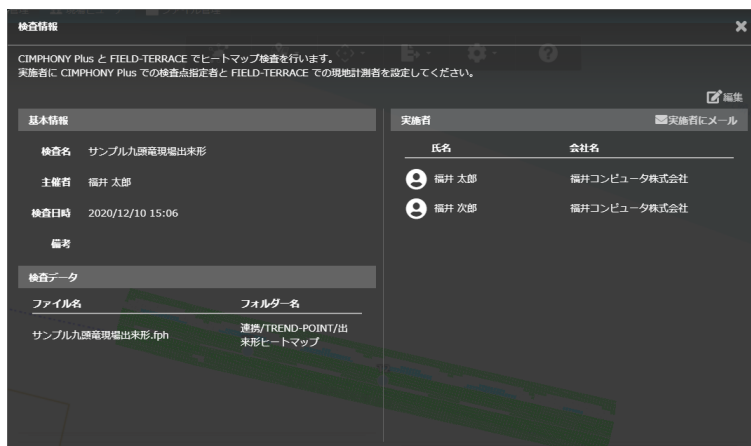 検査情報
CIMPHONY Plus と FIELD-TERRACE でヒートマップ検査を行います。
実施者に CIMPHONY Plus での検査点指定者と FIELD-TERRACE での現地計測者を設定してください。
編集
基本情報
検査名 サンプル九頭竜現場出来形
主催者 福井 太郎
検査日時 2020/12/10 15:06
備考
検査データ
ファイル名 フォルダー名
サンプル九頭竜現場出来形.fph 連携/TREND-POINT/出
来形ヒートマップ
実施者 実施者にメール
氏名 会社名
福井 太郎 福井コンピュータ株式会社
福井 次郎 福井コンピュータ株式会社